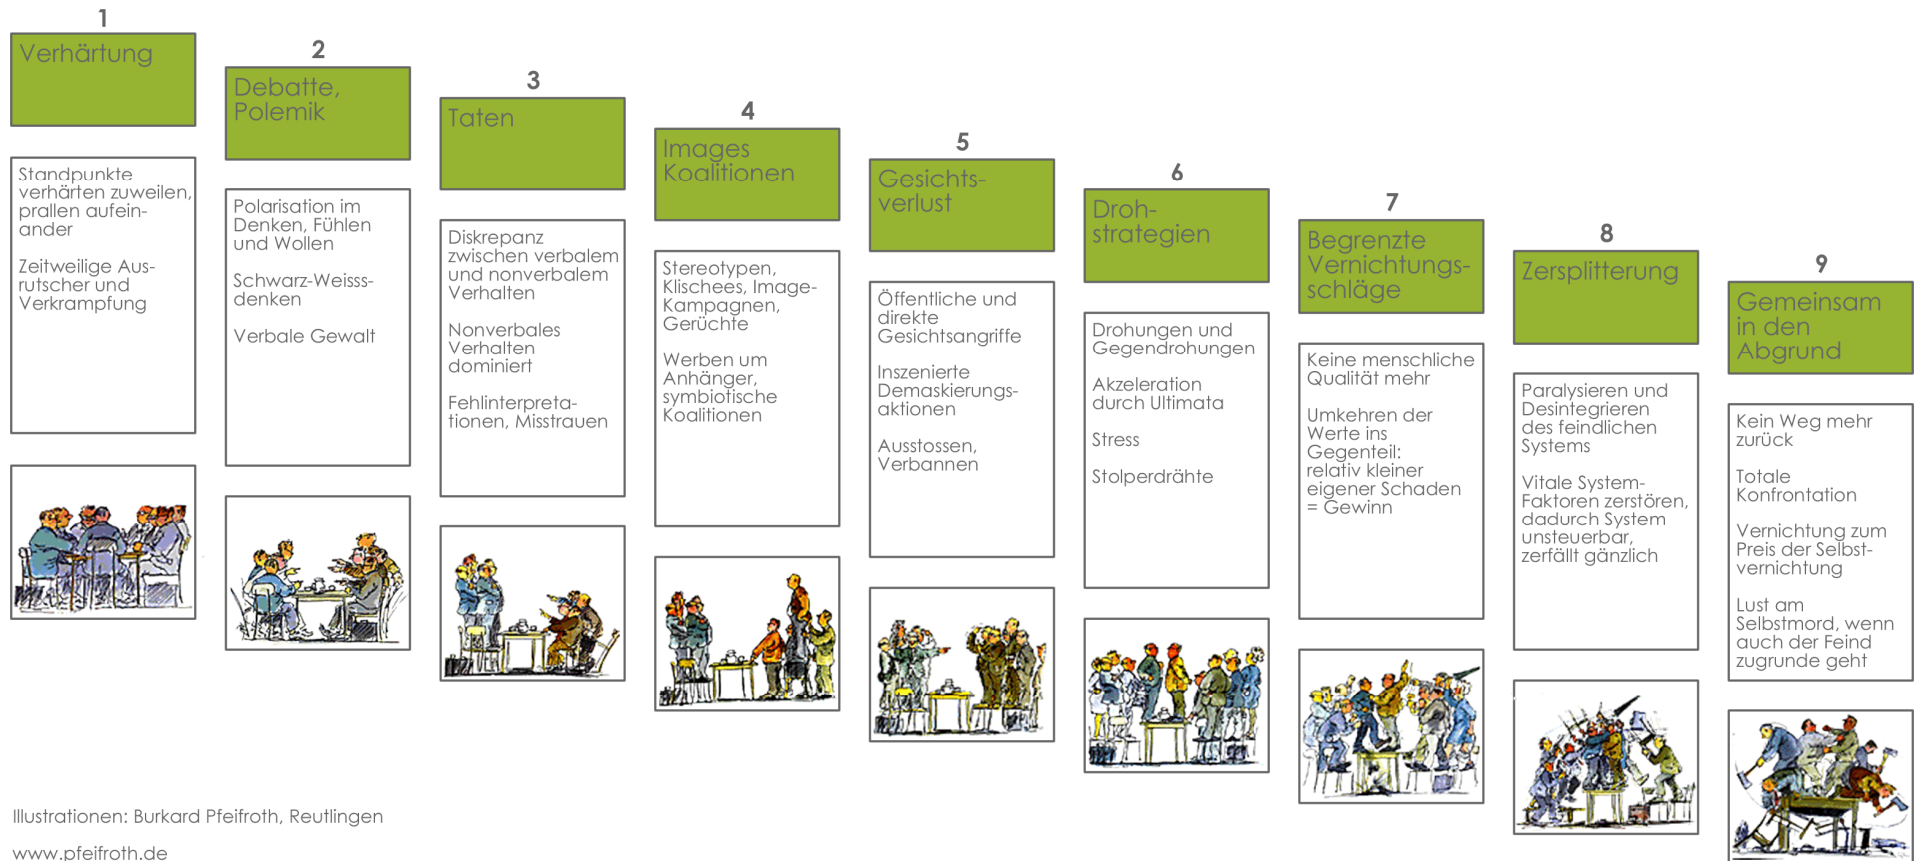 1
Verhärtung
Standpunkte
verhärten zuweilen,
prallen aufein-
ander
Zeitweilige Aus-
rutscher und
Verkrampfung
2
Debatte,
Polemik
Polarisation im
Denken, Fühlen
und Wollen
Schwarz-Weisss-
denken
Verbale Gewalt
3
Taten
Diskrepanz
zwischen verbalem
und nonverbalem
Verhalten
Nonverbales
Verhalten
dominiert
Fehlinterpreta-
tionen, Misstrauen
4
Images
Koalitionen
Stereotypen,
Klischees, Image-
Kampagnen,
Gerüchte
Werben um
Anhänger,
symbiotische
Koalitionen
5
Gesichts-
verlust
Öffentliche und
direkte
Gesichtsangriffe
Inszenierte
Demaskierungs-
aktionen
Ausstossen,
Verbannen
6
Droh-
strategien
Drohungen und
Gegendrohungen
Akzeleration
durch Ultimata
Stress
Stolperdrähte
7
Begrenzte
Vernichtungs-
schläge
Keine menschliche
Qualität mehr
Umkehren der
Werte ins
Gegenteil:
relativ kleiner
eigener Schaden
= Gewinn
8
Zersplitterung
Paralysieren und
Desintegrieren
des feindlichen
Systems
Vitale System-
Faktoren zerstören,
dadurch System
unsteuerbar,
zerfällt gänzlich
9
Gemeinsam
in den
Abgrund
Kein Weg mehr
zurück
Totale
Konfrontation
Vernichtung zum
Preis der Selbst-
vernichtung
Lust am
Selbstmord, wenn
auch der Feind
zugrunde geht
Illustrationen: Burkard Pfeifroth, Reutlingen
www.pfeifroth.de